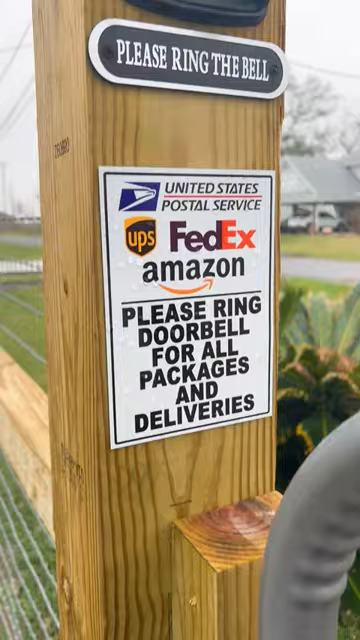 PLEASE RING THE BELL
UNITED STATES
POSTAL SERVICE
ups FedEx
amazon
PLEASE RING
DOORBELL
FOR ALL
PACKAGES
AND
DELIVERIES